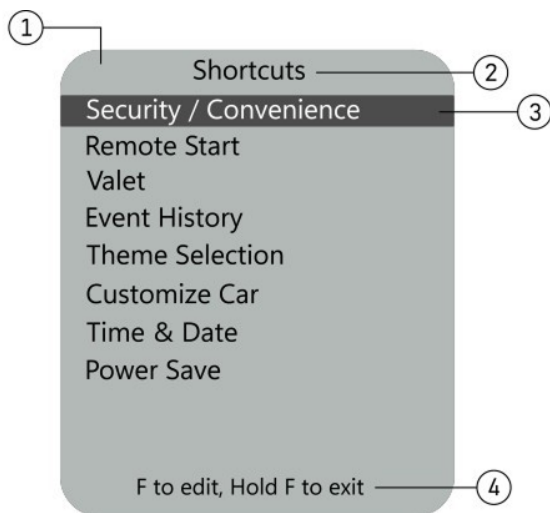 1
Shortcuts
2
Security / Convenience
3
Remote Start
Valet
Event History
Theme Selection
Customize Car
Time & Date
Power Save
F to edit, Hold F to exit
4